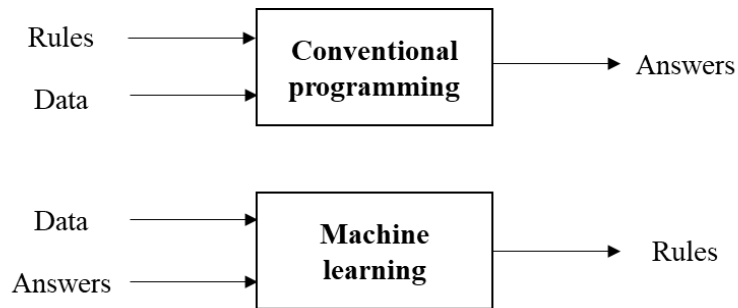 Rules
Data
Conventional
programming
Answers
Data
Answers
Machine
learning
Rules